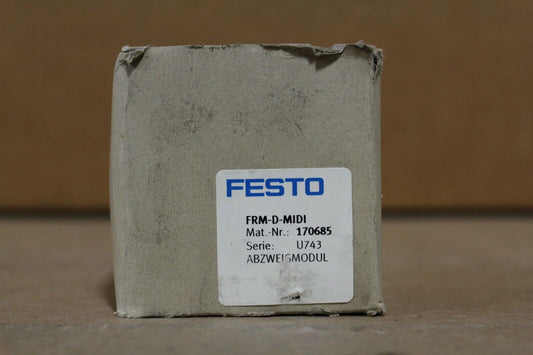 FESTO
FRM-D-MIDI
Mat.-Nr.: 170685
Serie: U743
ABZWEIGMODUL